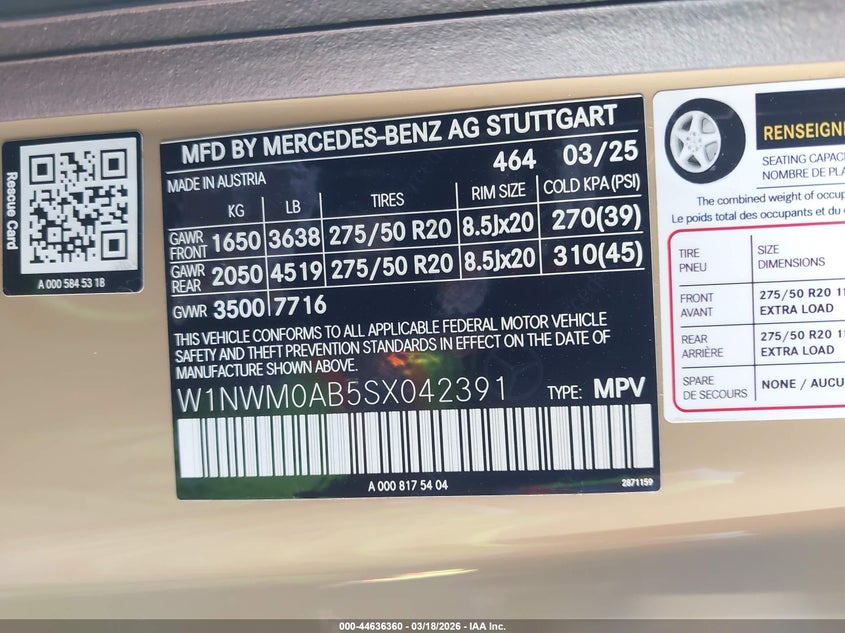 Rescue Card
A 000 584 53 18
MFD BY MERCEDES-BENZ AG STUTTGART
464 03/25
MADE IN AUSTRIA
KG LB TIRES RIM SIZE COLD KPA (PSI)
GAWR FRONT 1650 3638 275/50 R20 8.5Jx20 270(39)
GAWR REAR 2050 4519 275/50 R20 8.5Jx20 310(45)
GVWR 3500 7716
THIS VEHICLE CONFORMS TO ALL APPLICABLE FEDERAL MOTOR VEHICLE
SAFETY AND THEFT PREVENTION STANDARDS IN EFFECT ON THE DATE OF
MANUFACTURE SHOWN ABOVE.
W1NWM0AB5SX042391 TYPE: MPV
A 000 817 54 04
2871159
RENSEIGNE
SEATING CAPAC
NOMBRE DE PLA
The combined weight of occup
Le poids total des occupants et du c
TIRE SIZE
PNEU DIMENSIONS
FRONT 275/50 R20 11
AVANT EXTRA LOAD
REAR 275/50 R20 11
ARRIÈRE EXTRA LOAD
SPARE NONE / AUCU
DE SECOURS
000-44636360 — 03/18/2026 — IAA Inc.